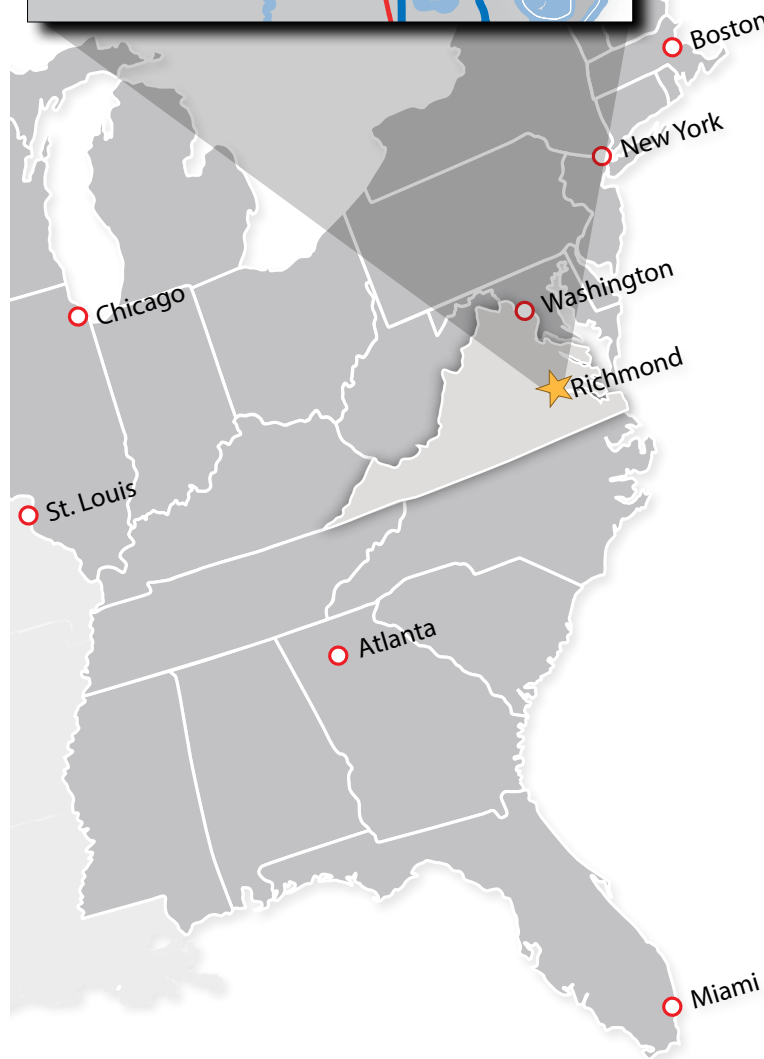 Boston
New York
Washington
Chicago
Richmond
St. Louis
Atlanta
Miami